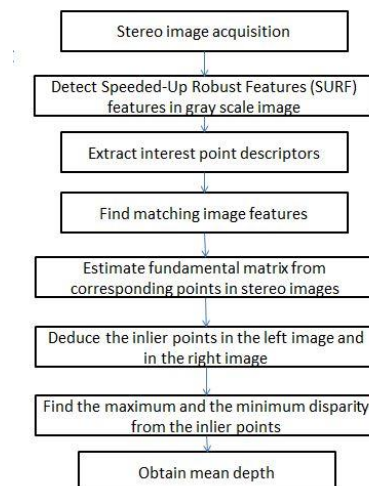 Stereo image acquisition
Detect Speeded-Up Robust Features (SURF)
features in gray scale image
Extract interest point descriptors
Find matching image features
Estimate fundamental matrix from
corresponding points in stereo images
Deduce the inlier points in the left image and
in the right image
Find the maximum and the minimum disparity
from the inlier points
Obtain mean depth